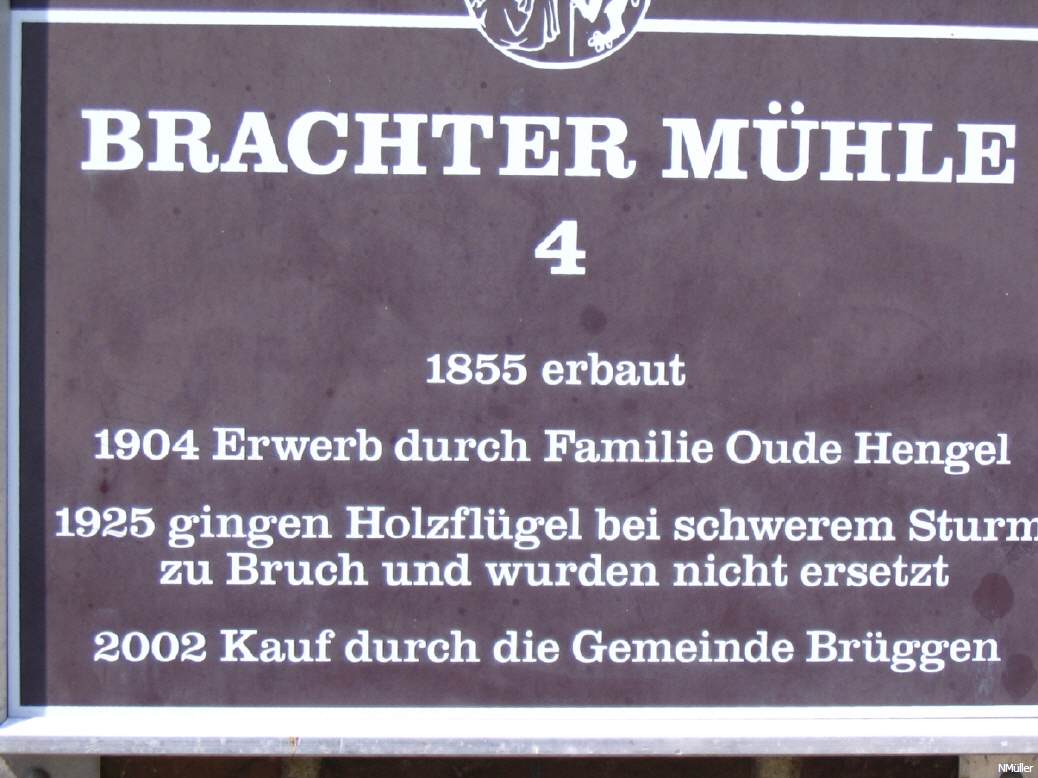 BRACHTER MÜHLE
4
1855 erbaut
1904 Erwerb durch Familie Oude Hengel
1925 gingen Holzflügel bei schwerem Sturm
zu Bruch und wurden nicht ersetzt
2002 Kauf durch die Gemeinde Brüggen
NMüller